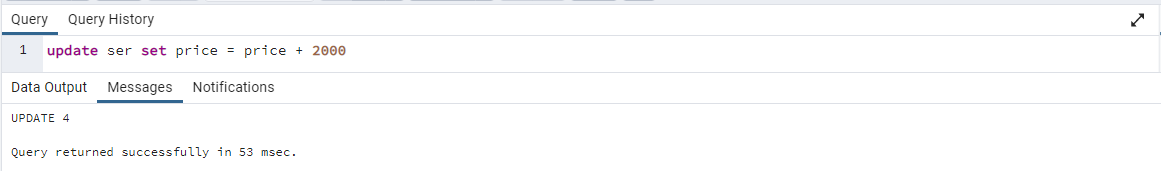 Query Query History
1 update ser set price = price + 2000
Data Output Messages Notifications
UPDATE 4
Query returned successfully in 53 msec.